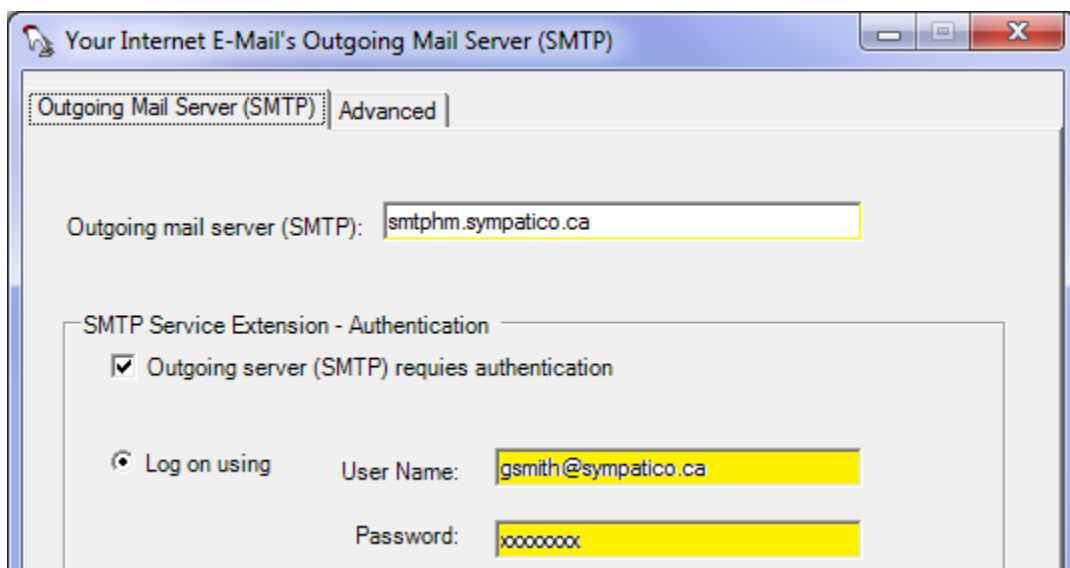 Your Internet E-Mail's Outgoing Mail Server (SMTP)
Outgoing Mail Server (SMTP) Advanced
Outgoing mail server (SMTP): smtphm.sympatico.ca
SMTP Service Extension - Authentication
Outgoing server (SMTP) requies authentication
Log on using User Name: gsmith@sympatico.ca
Password: xxxxxxxx